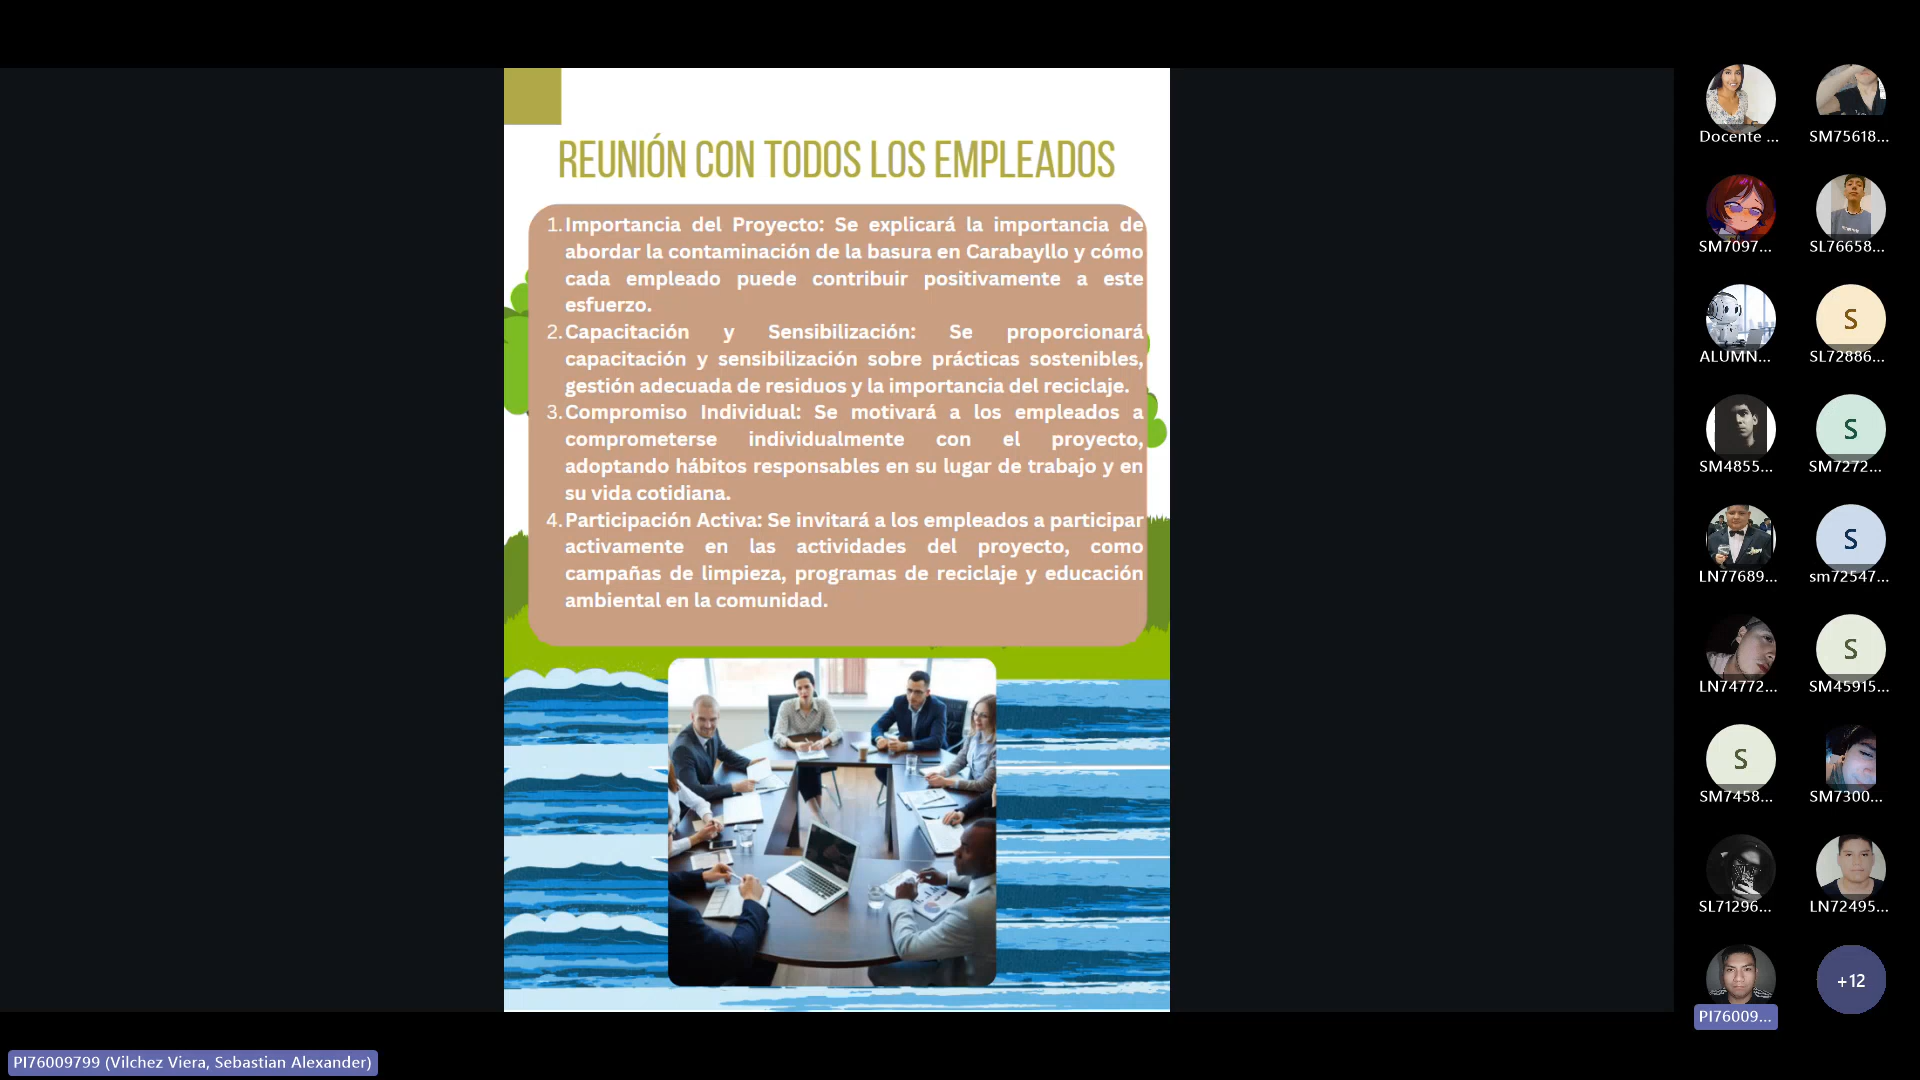 REUNIÓN CON TODOS LOS EMPLEADOS
1. Importancia del Proyecto: Se explicará la importancia de
abordar la contaminación de la basura en Carabayllo y cómo
cada empleado puede contribuir positivamente a este
esfuerzo.
2. Capacitación y Sensibilización: Se proporcionará
capacitación y sensibilización sobre prácticas sostenibles,
gestión adecuada de residuos y la importancia del reciclaje.
3. Compromiso Individual: Se motivará a los empleados a
comprometerse individualmente con el proyecto,
adoptando hábitos responsables en su lugar de trabajo y en
su vida cotidiana.
4. Participación Activa: Se invitará a los empleados a participar
activamente en las actividades del proyecto, como
campañas de limpieza, programas de reciclaje y educación
ambiental en la comunidad.
Docente ...
SM75618...
SM7097...
SL76658...
ALUMN...
S
SL72886...
SM4855...
S
SM7272...
LN77689...
S
sm72547...
LN74772...
S
SM45915...
S
SM7458...
SM7300...
SL71296...
LN72495...
PI76009...
+12
PI76009799 (Vilchez Viera, Sebastian Alexander)